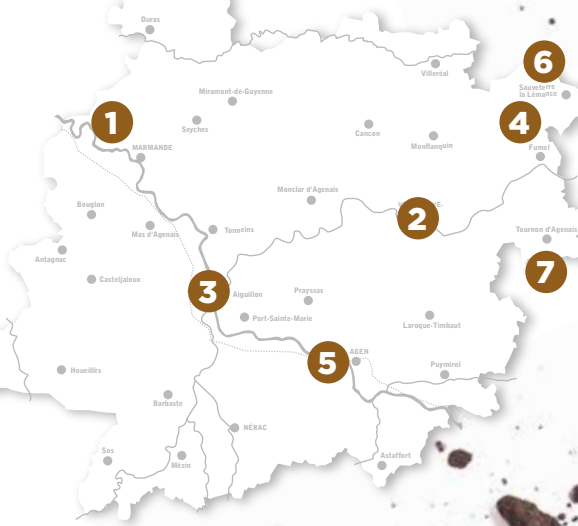 Duras
Villeréal
6
Sauveterre
la Lémance
Miramont-de-Guyenne
1
Seyches
4
Cancon
Monflanquin
MARMANDE
Fumel
Monclar d'Agenais
Bouglon
2
Mas d'Agenais
Tonneins
Tournon d'Agenais
Antagnac
7
Casteljaloux
3
Aiguillon
Prayssas
Port-Sainte-Marie
Laroque-Timbaut
AGEN
5
Puymirol
Houeillès
Barbaste
NÉRAC
Sos
Mézin
Astaffert